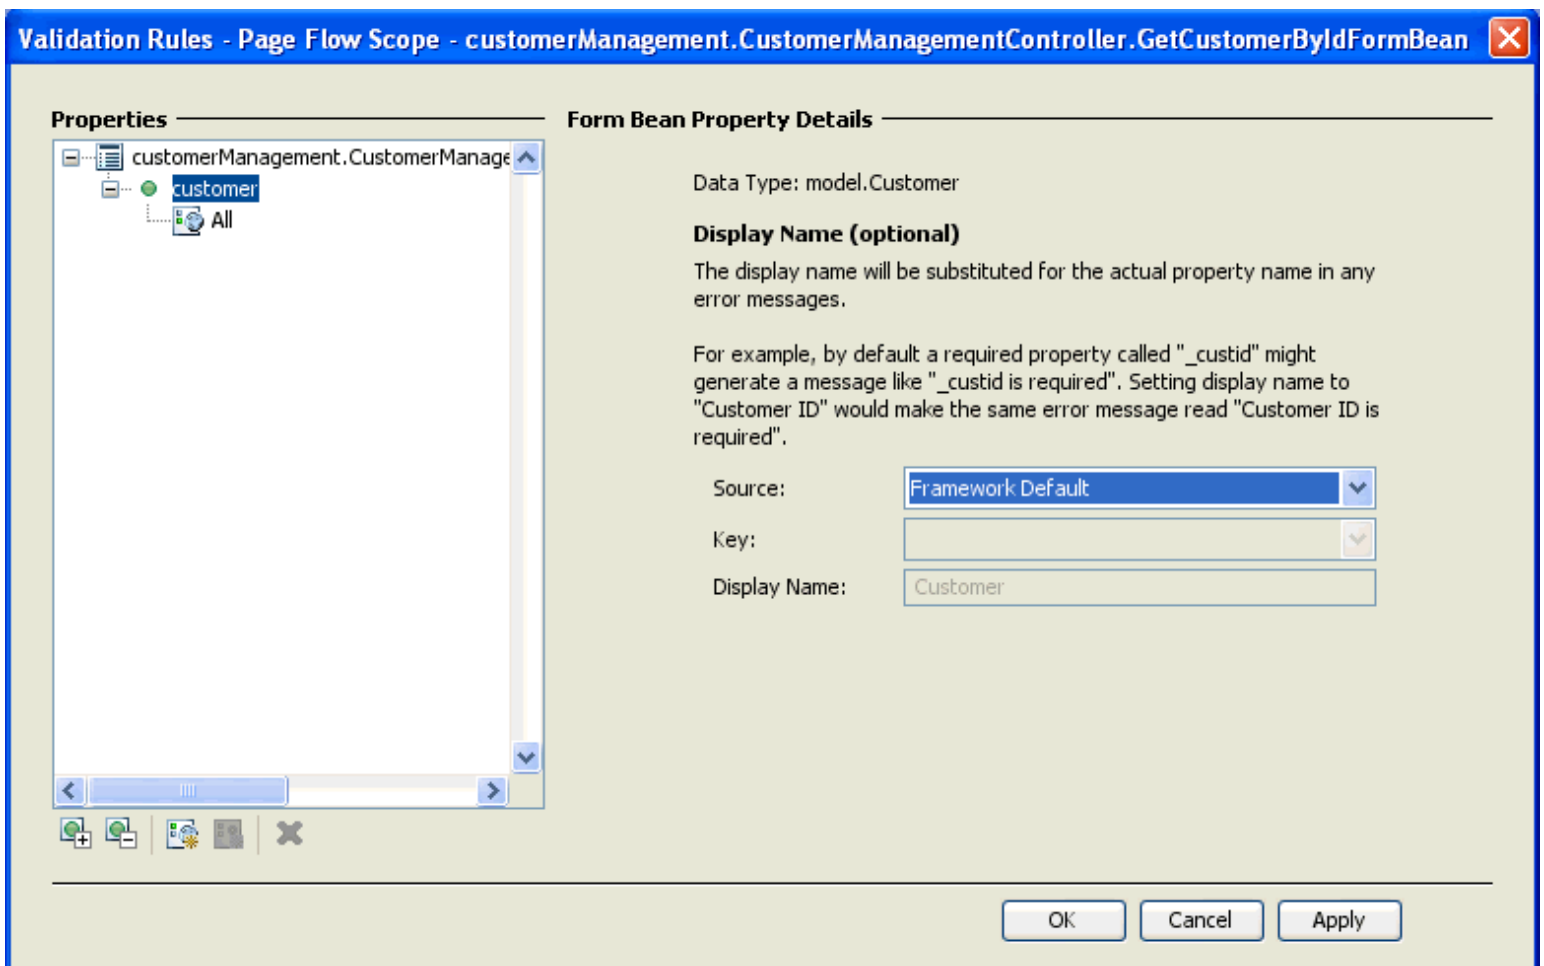 Validation Rules - Page Flow Scope - customerManagement.CustomerManagementController.GetCustomerByIdFormBean
Properties
customerManagement.CustomerManage
customer
All
Form Bean Property Details
Data Type: model.Customer
Display Name (optional)
The display name will be substituted for the actual property name in any
error messages.
For example, by default a required property called "_custid" might
generate a message like "_custid is required". Setting display name to
"Customer ID" would make the same error message read "Customer ID is
required".
Source: Framework Default
Key:
Display Name: Customer
OK Cancel Apply